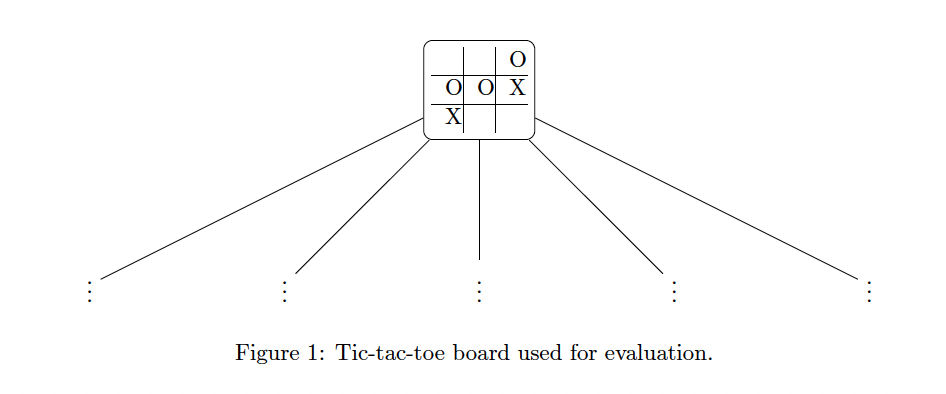 O
O O X
X
Figure 1: Tic-tac-toe board used for evaluation.